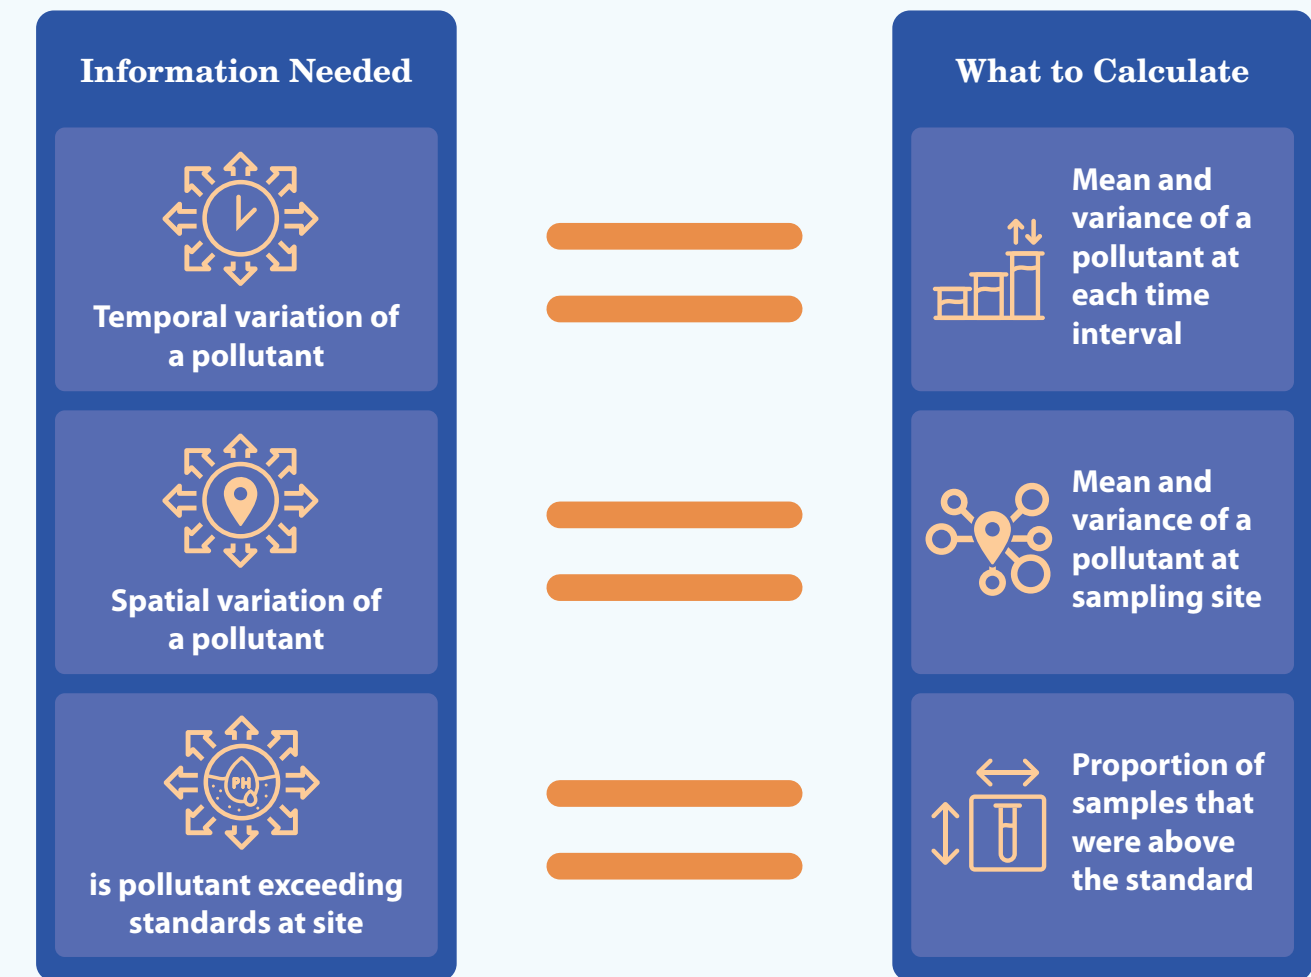 Information Needed
Temporal variation of
a pollutant
Spatial variation of
a pollutant
PH
is pollutant exceeding
standards at site
What to Calculate
Mean and
variance of a
pollutant at
each time
interval
Mean and
variance of a
pollutant at
sampling site
Proportion of
samples that
were above
the standard